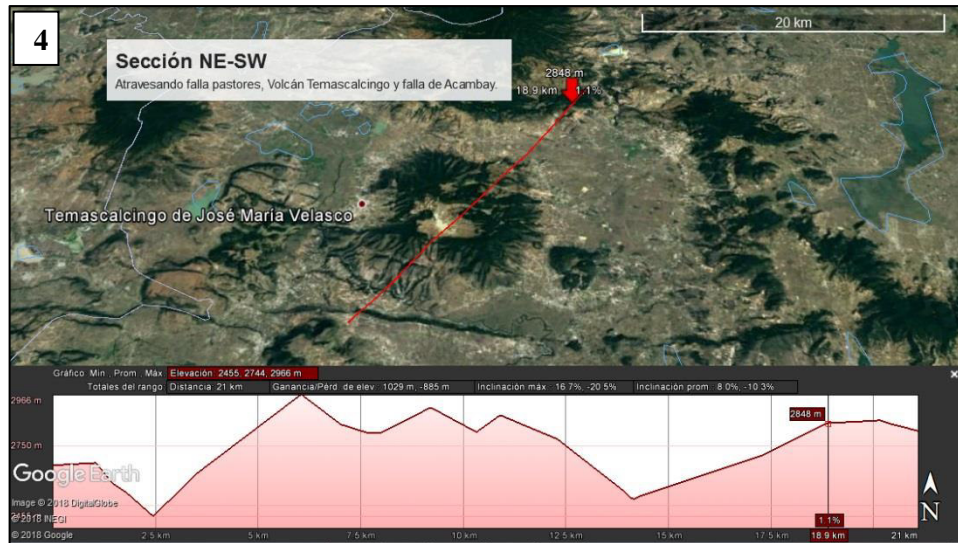 4
20 km
Sección NE-SW
Atravesando falla pastores, Volcán Temascalcingo y falla de Acambay.
2848 m
18.9 km 1.1%
Temascalcingo de José María Velasco
Gráfico Min., Prom., Máx. Elevación 2455, 2744, 2966 m
Totales del rango: Distancia: 21 km Ganancia/Pérd. de elev.: 1029 m, -885 m Inclinación máx.: 16.7%, -20.5% Inclinación prom.: 8.0%, -10.3%
2966 m
2848 m
2750 m
Google Earth
Image © 2018 DigitalGlobe
2455 m
© 2018 INEGI
N
1.1%
© 2018 Google
2.5 km 5 km 7.5 km 10 km 12.5 km 15 km 17.5 km 18.9 km 21 km